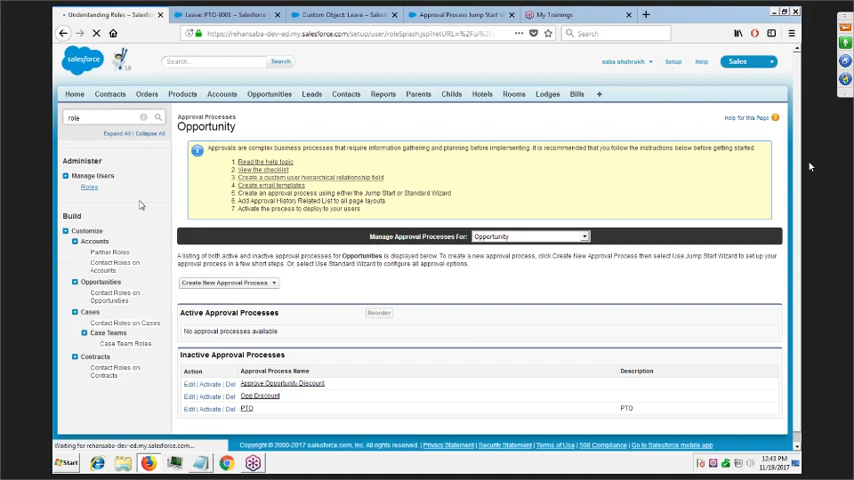 Understanding Roles ~ Salesfo...
Leave: PTO-0001 ~ Salesforce...
Custom Object: Leave ~ Salesf...
Approval Process Jump Start W...
My Trainings
https://rehansaba-dev-ed.my.salesforce.com/setup/user/roleSplash.jsp?retURL=%2Fu/
Search
salesforce
18
Search...
Search
saba shahrukh
Setup
Help
Sales
Home
Contracts
Orders
Products
Accounts
Opportunities
Leads
Contacts
Reports
Parents
Childs
Hotels
Rooms
Lodges
Bills
+
role
Expand All | Collapse All
Administer
Manage Users
Roles
Build
Customize
Accounts
Partner Roles
Contact Roles on
Accounts
Opportunities
Contact Roles on
Opportunities
Cases
Contact Roles on Cases
Case Teams
Case Team Roles
Contracts
Contact Roles on
Contracts
Approval Processes
Opportunity
Help for this Page
Approvals are complex business processes that require information gathering and planning before implementing. It is recommended that you follow the instructions below before getting started.
1. Read the help topic
2. View the checklist
3. Create a custom user hierarchical relationship field
4. Create email templates
5. Create an approval process using either the Jump Start or Standard Wizard
6. Add Approval History Related List to all page layouts
7. Activate the process to deploy to your users
Manage Approval Processes For: Opportunity
A listing of both active and inactive approval processes for Opportunities is displayed below. To create a new approval process, click Create New Approval Process then select Use Jump Start Wizard to set up your
approval process in a few short steps. Or, select Use Standard Wizard to configure all approval options.
Create New Approval Process
Active Approval Processes
Reorder
No approval processes available
Inactive Approval Processes
Action
Approval Process Name
Description
Edit | Activate | Del
Approve Opportunity Discount
Edit | Activate | Del
Opp Discount
Edit | Activate | Del
PTO
PTO
Waiting for rehansaba-dev-ed.my.salesforce.com...
Copyright © 2000-2017 salesforce.com, inc. All rights reserved. | Privacy Statement | Security Statement | Terms of Use | 508 Compliance | Go to Salesforce mobile app
Start
12:43 PM
11/19/2017